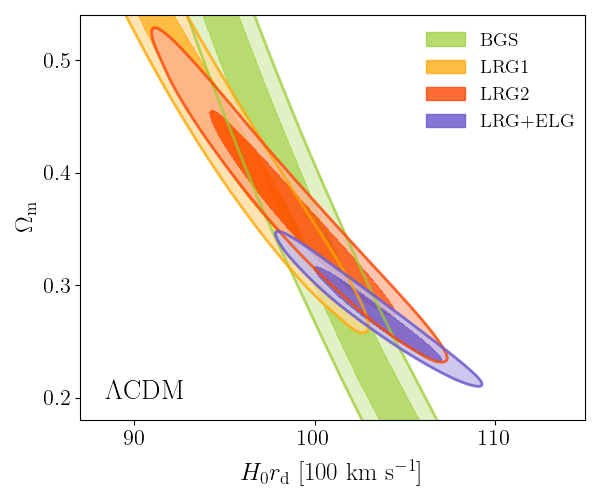 BGS
LRG1
LRG2
LRG+ELG
0.5
0.4
0.3
0.2
Ωm
ΛCDM
90 100 110
H0rd [100 km s−1]